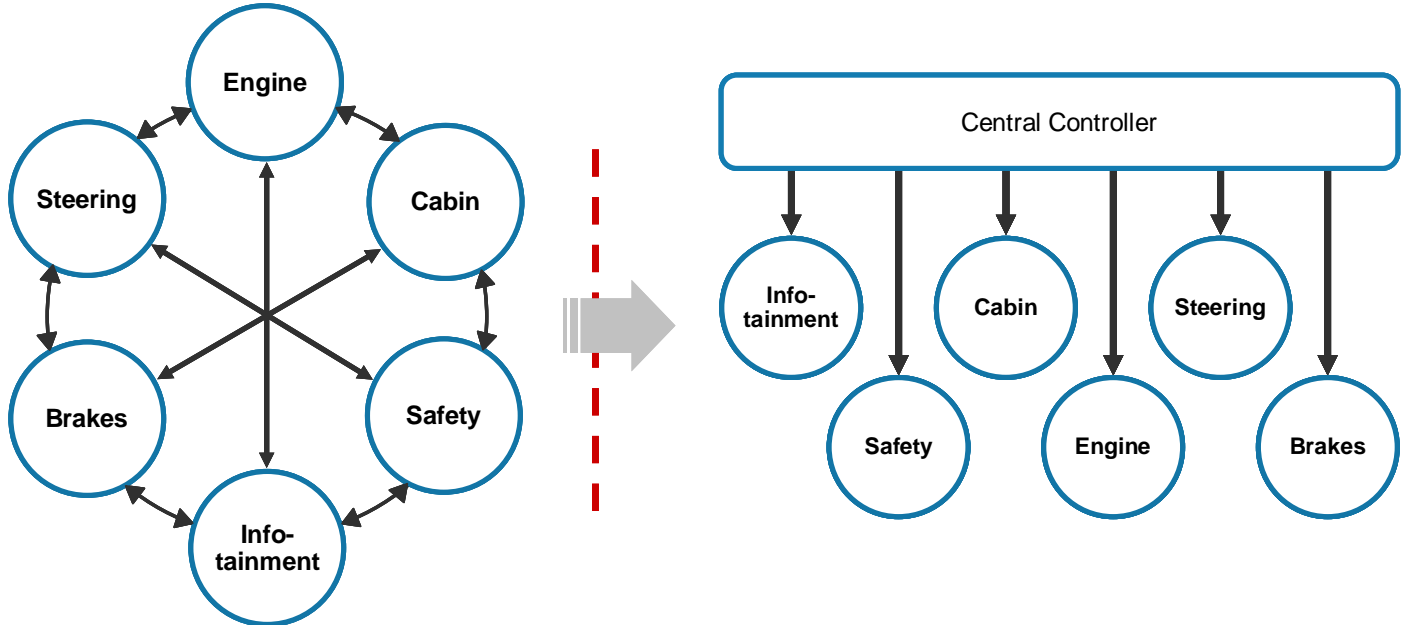 Engine
Steering
Cabin
Brakes
Safety
Info-
tainment
Central Controller
Info-
tainment
Cabin
Steering
Safety
Engine
Brakes